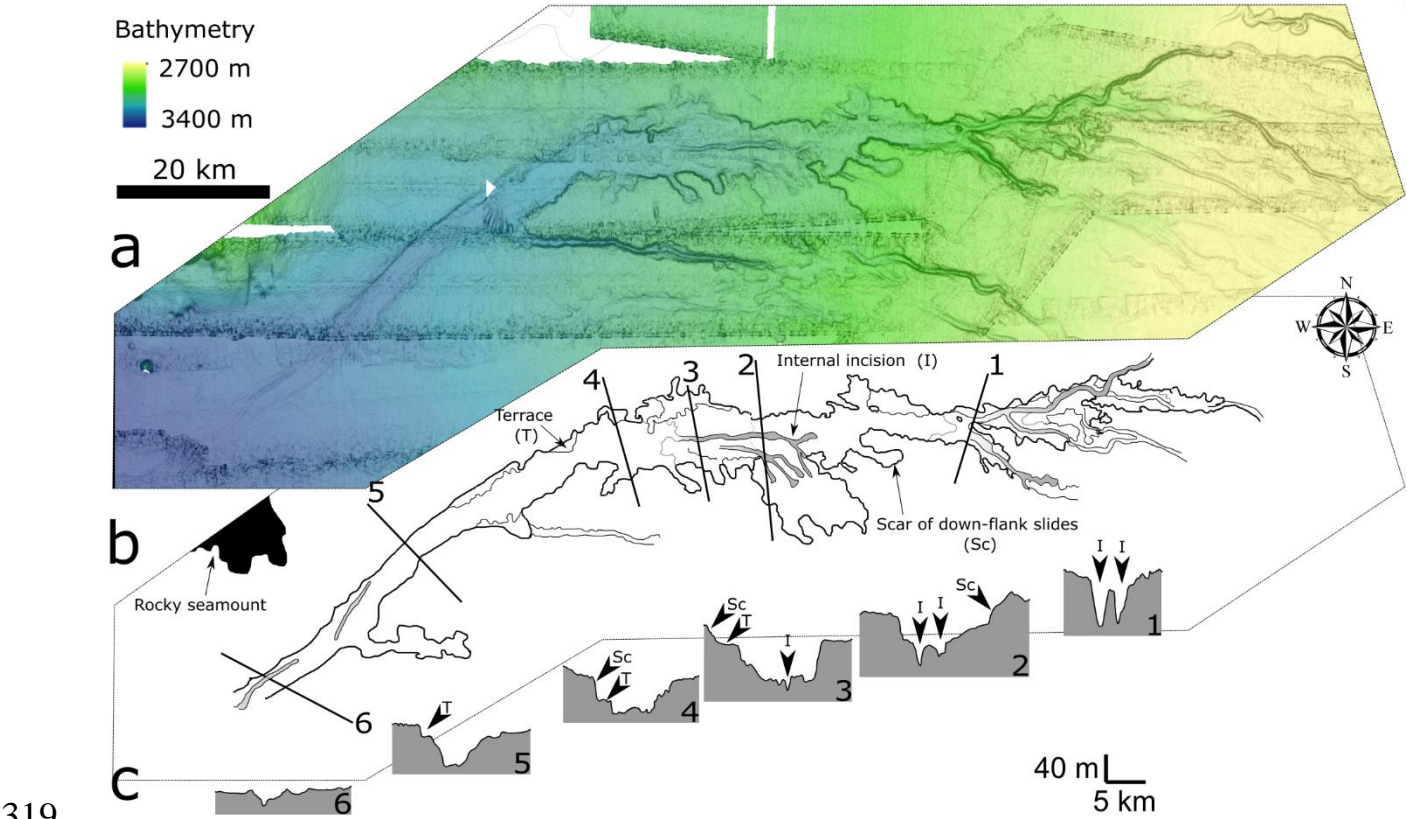 Bathymetry
2700 m
3400 m
20 km
a
N
W E
S
1
2
3
4
Internal incision (I)
Terrace
(T)
5
b
Scar of down-flank slides
(Sc)
Rocky seamount
6
I I
1
Sc
I I
2
Sc
T
I
3
Sc
T
4
T
5
c
6
40 m
5 km
319